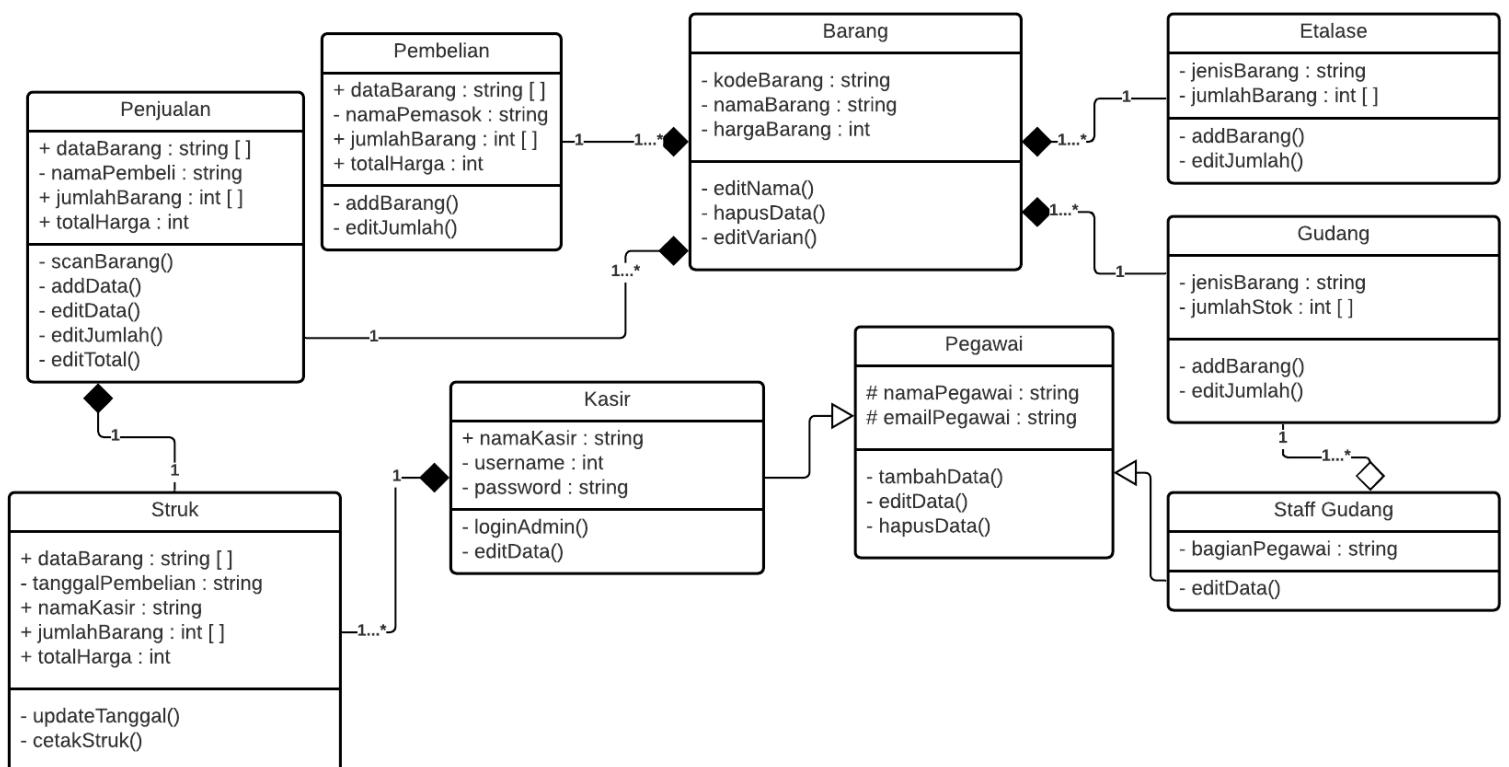 Penjualan
+ dataBarang : string [ ]
- namaPembeli : string
+ jumlahBarang : int [ ]
+ totalHarga : int
- scanBarang()
- addData()
- editData()
- editJumlah()
- editTotal()
Pembelian
+ dataBarang : string [ ]
- namaPemasok : string
+ jumlahBarang : int [ ]
+ totalHarga : int
- addBarang()
- editJumlah()
1
1...*
Barang
- kodeBarang : string
- namaBarang : string
- hargaBarang : int
- editNama()
- hapusData()
- editVarian()
1...*
1
Etalase
- jenisBarang : string
- jumlahBarang : int [ ]
- addBarang()
- editJumlah()
1...*
1
Gudang
- jenisBarang : string
- jumlahStok : int [ ]
- addBarang()
- editJumlah()
1...*
1
1
1
Struk
+ dataBarang : string [ ]
- tanggalPembelian : string
+ namaKasir : string
+ jumlahBarang : int [ ]
+ totalHarga : int
- updateTanggal()
- cetakStruk()
1
1...*
Kasir
+ namaKasir : string
- username : int
- password : string
- loginAdmin()
- editData()
Pegawai
# namaPegawai : string
# emailPegawai : string
- tambahData()
- editData()
- hapusData()
1
1...*
Staff Gudang
- bagianPegawai : string
- editData()